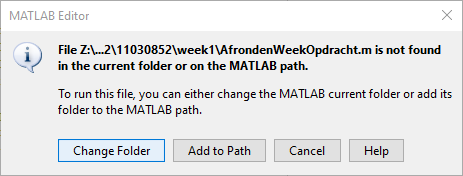 MATLAB Editor
File Z:\...2\11030852\week1\AfrondenWeekOpdracht.m is not found
in the current folder or on the MATLAB path.
To run this file, you can either change the MATLAB current folder or add its
folder to the MATLAB path.
Change Folder Add to Path Cancel Help